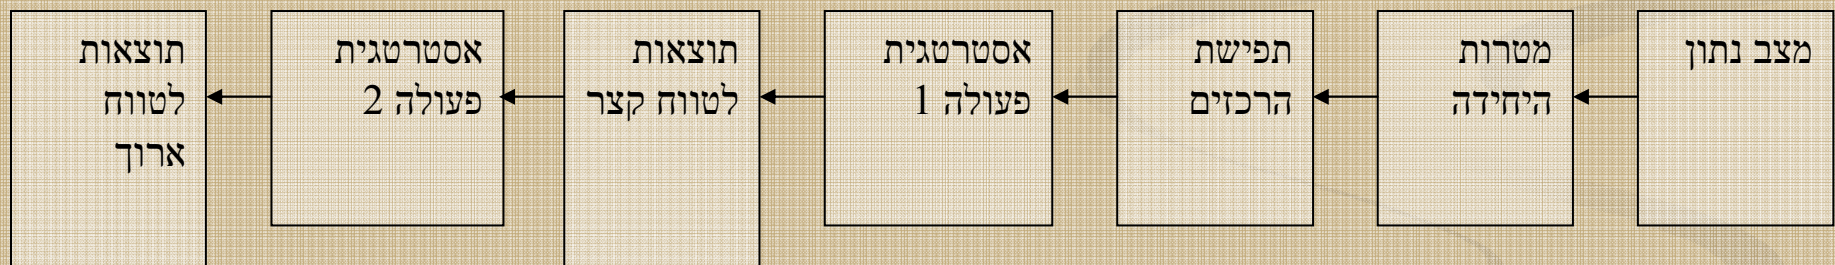 מצב נתון
מטרות
היחידה
תפישת
הרכזים
אסטרטגית
פעולה 1
תוצאות
לטווח קצר
אסטרטגית
פעולה 2
תוצאות
לטווח
ארוך